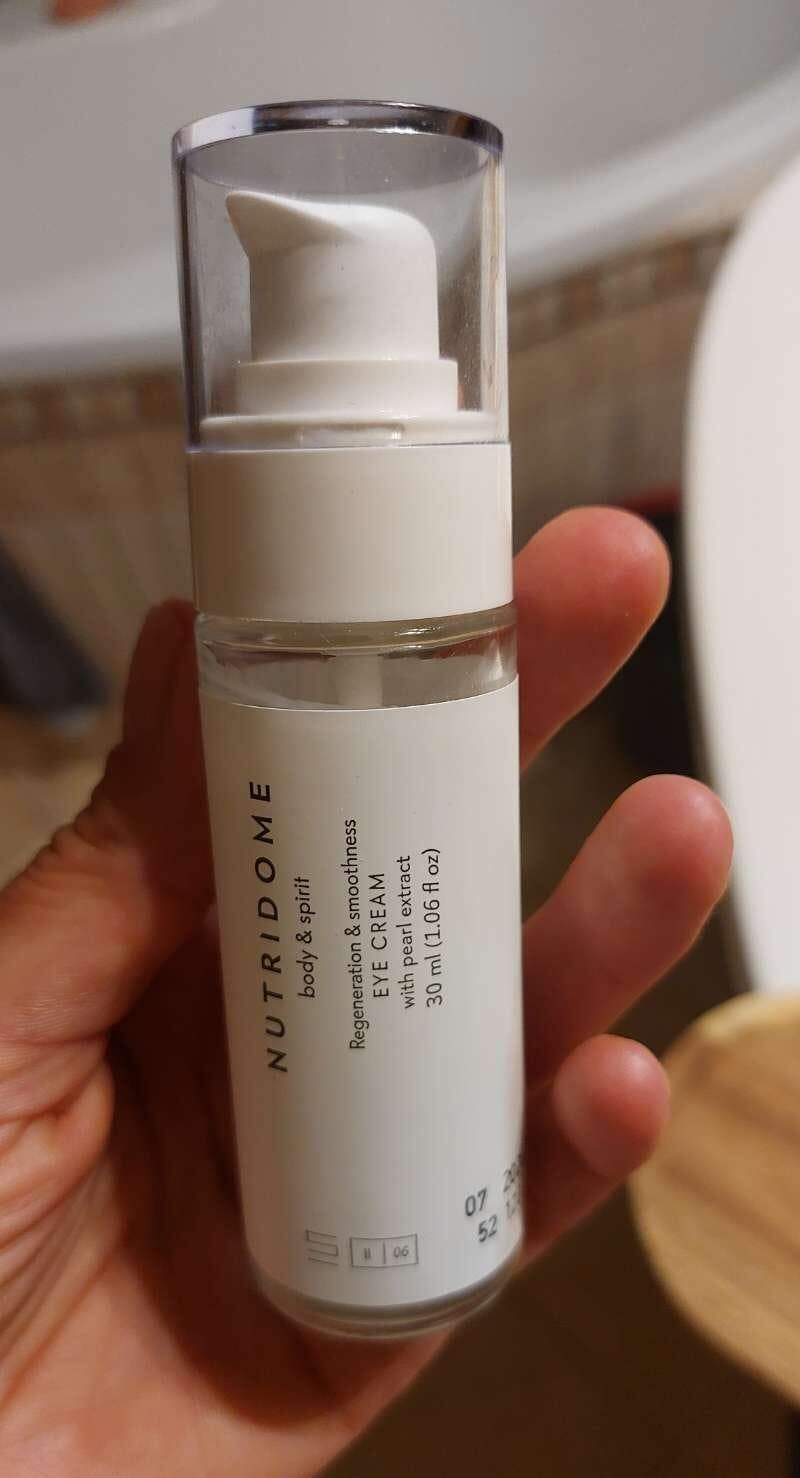 NUTRIDOME
body & spirit
Regeneration & smoothness
EYE CREAM
with pearl extract
30 ml (1.06 fl oz)
II 06
07
52